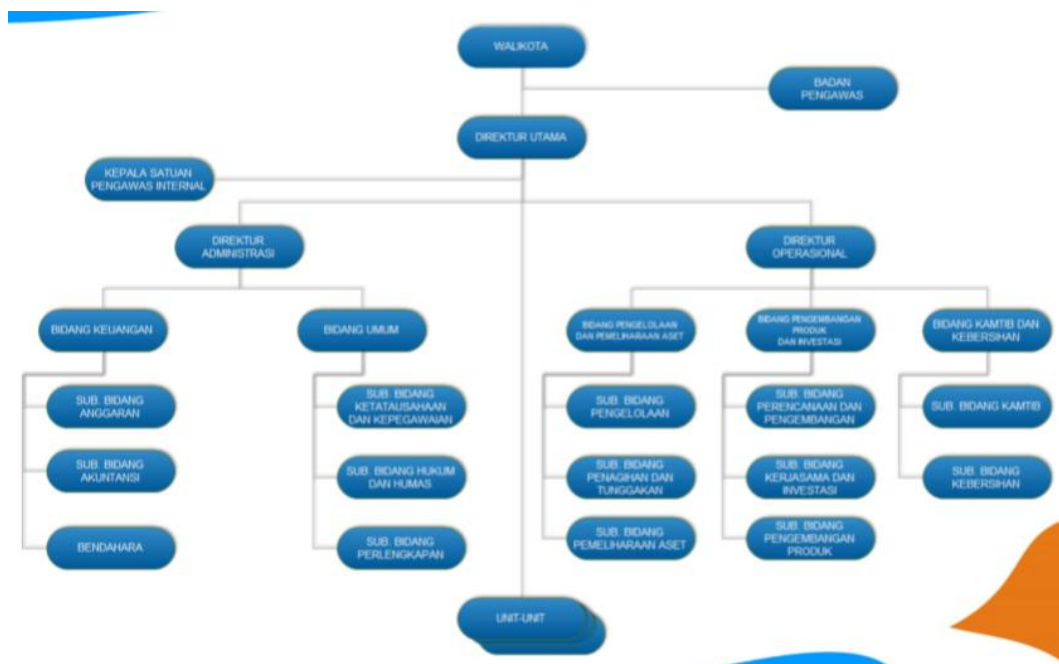 WALIKOTA
BADAN
PENGAWAS
DIREKTUR UTAMA
KEPALA SATUAN
PENGAWAS INTERNAL
DIREKTUR
ADMINISTRASI
DIREKTUR
OPERASIONAL
BIDANG KEUANGAN
BIDANG UMUM
BIDANG PENGELOLAAN
DAN PEMELIHARAAN ASET
BIDANG PENGEMBANGAN
PRODUK
DAN INVESTASI
BIDANG KAMTIB DAN
KEBERSIHAN
SUB. BIDANG
ANGGARAN
SUB. BIDANG
KETATAUSAHAAN
DAN KEPEGAWAIAN
SUB. BIDANG
PENGELOLAAN
SUB. BIDANG
PERENCANAAN DAN
PENGEMBANGAN
SUB. BIDANG KAMTIB
SUB. BIDANG
AKUNTANSI
SUB. BIDANG HUKUM
DAN HUMAS
SUB. BIDANG
PENAGIHAN DAN
TUNGGAKAN
SUB. BIDANG
KERJASAMA DAN
INVESTASI
SUB. BIDANG
KEBERSIHAN
BENDAHARA
SUB. BIDANG
PERLENGKAPAN
SUB. BIDANG
PEMELIHARAAN ASET
SUB. BIDANG
PENGEMBANGAN
PRODUK
UNIT-UNIT